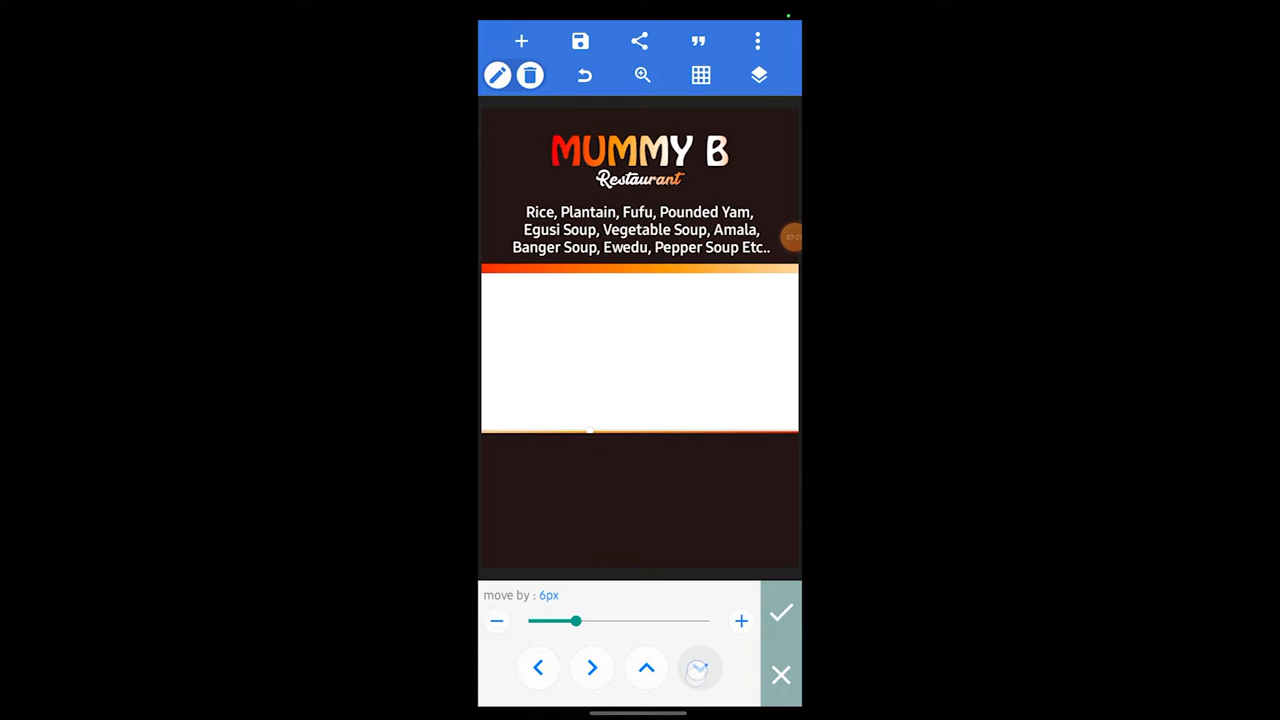 MUMMY B
Restaurant
Rice, Plantain, Fufu, Pounded Yam,
Egusi Soup, Vegetable Soup, Amala,
Banger Soup, Ewedu, Pepper Soup Etc..
move by : 6px